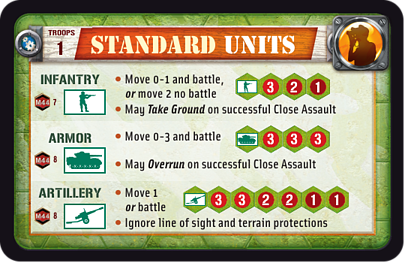 TROOPS
1
STANDARD UNITS
INFANTRY
M44 7
• Move 0-1 and battle,
or move 2 no battle
3 2 1
• May Take Ground on successful Close Assault
ARMOR
M44 8
• Move 0-3 and battle
3 3 3
• May Overrun on successful Close Assault
ARTILLERY
M44 8
• Move 1
or battle
3 3 2 2 1 1
• Ignore line of sight and terrain protections